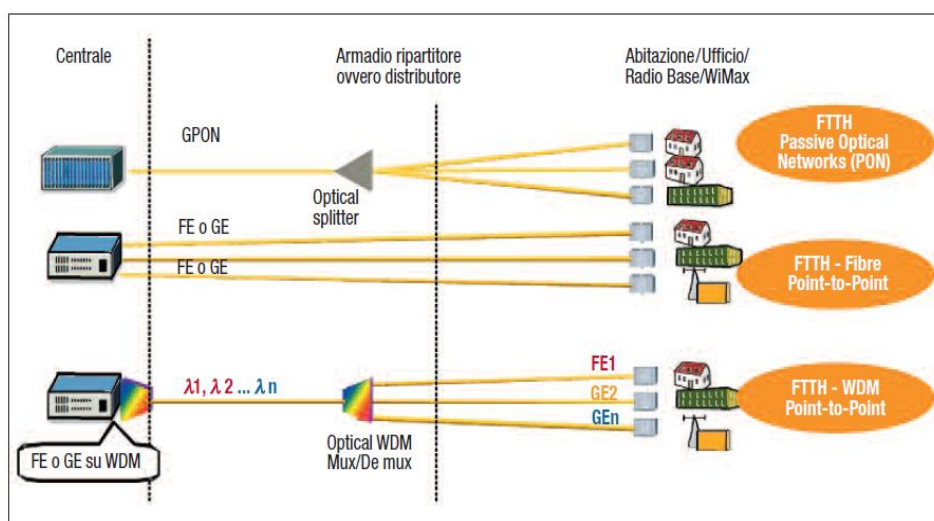 Centrale
Armadio ripartitore
ovvero distributore
Abitazione/Ufficio/
Radio Base/WiMax
GPON
Optical
splitter
FTTH
Passive Optical
Networks (PON)
FE o GE
FE o GE
FTTH - Fibre
Point-to-Point
λ1, λ2 ... λn
FE1
GE2
GEn
FTTH - WDM
Point-to-Point
FE o GE su WDM
Optical WDM
Mux/De mux